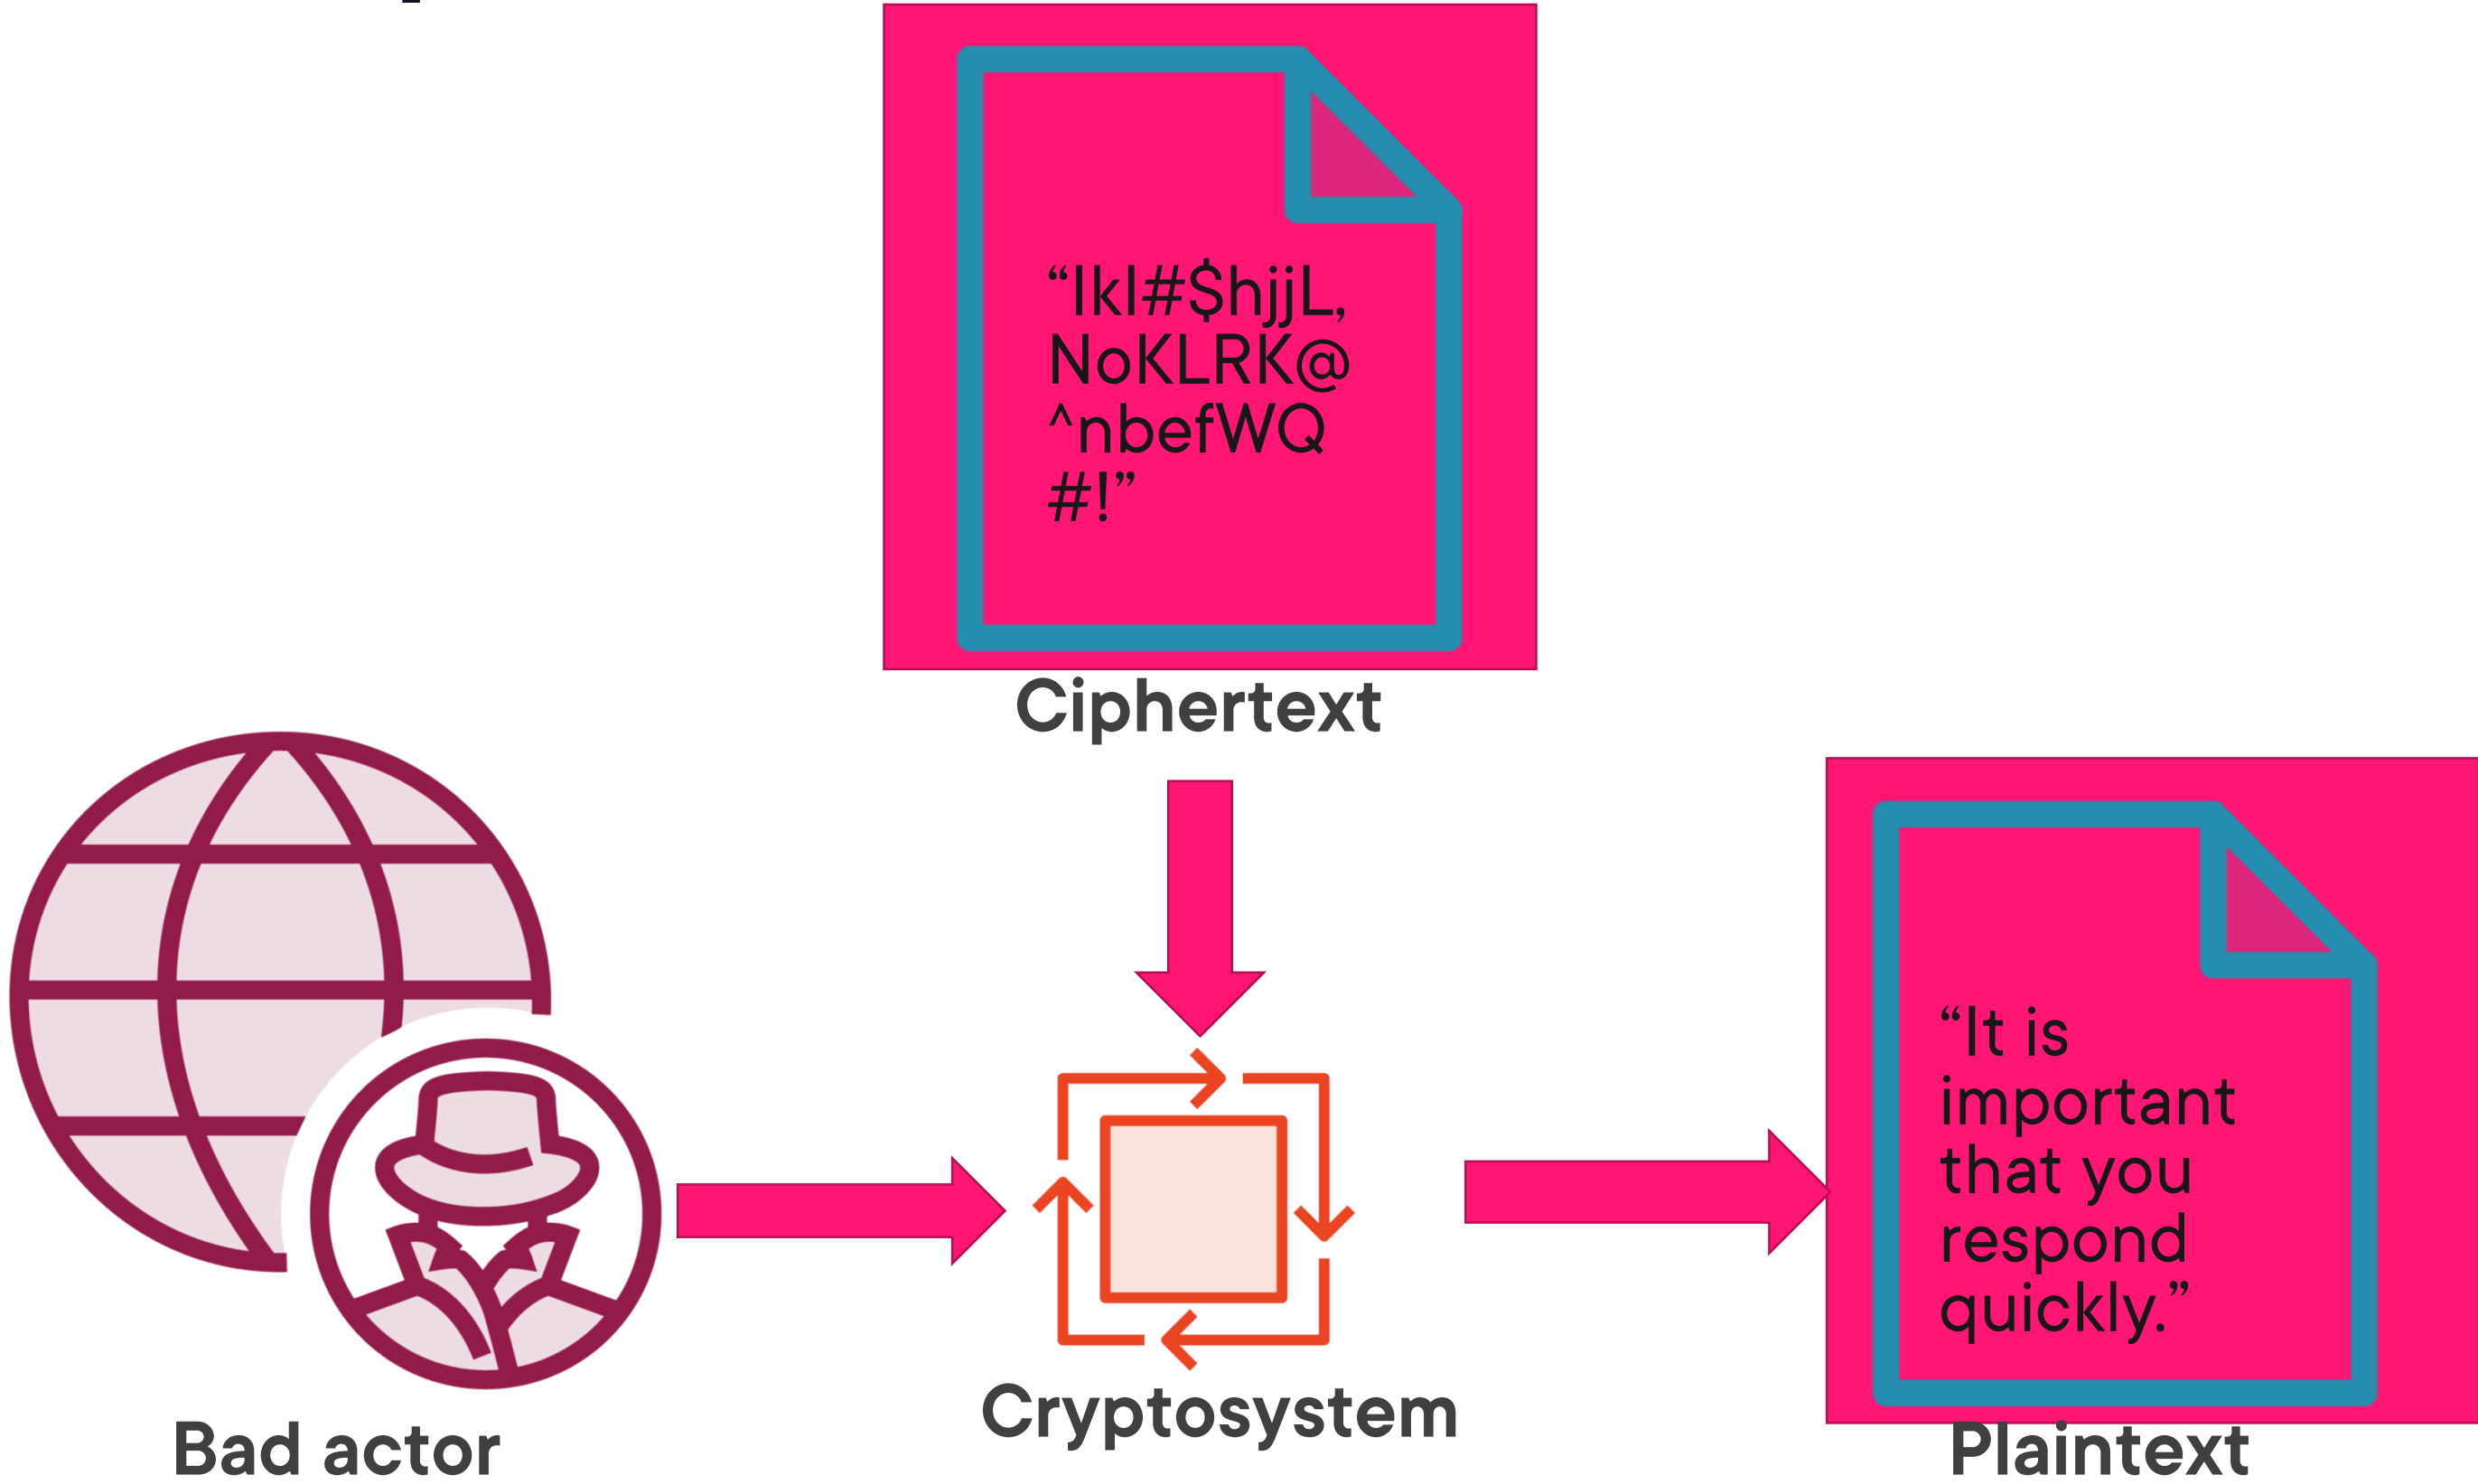 “IkI#$hjjL,
NoKLRK@
^nbefWQ
#!”
Ciphertext
“It is
important
that you
respond
quickly.”
Bad actor
Cryptosystem
Plaintext